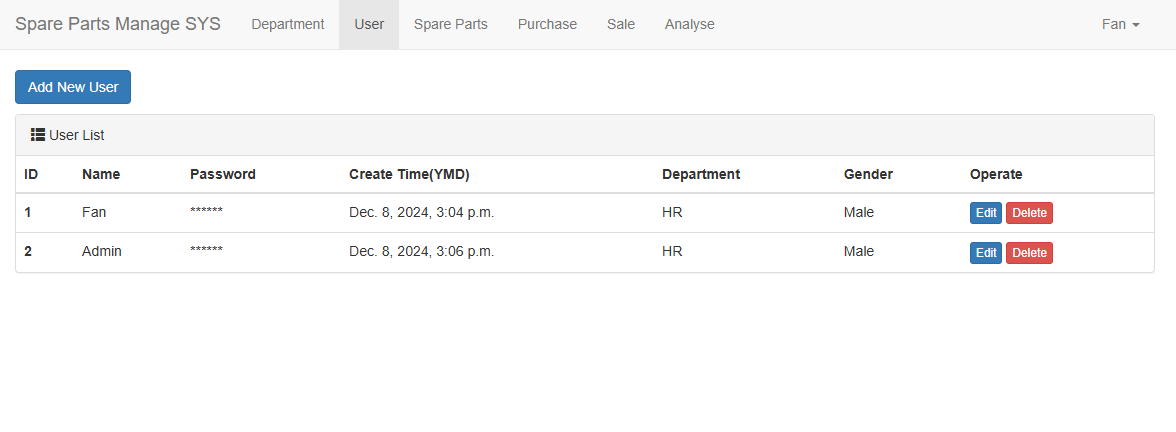 Spare Parts Manage SYS Department User Spare Parts Purchase Sale Analyse Fan
Add New User
User List
ID Name Password Create Time(YMD) Department Gender Operate
1 Fan ****** Dec. 8, 2024, 3:04 p.m. HR Male Edit Delete
2 Admin ****** Dec. 8, 2024, 3:06 p.m. HR Male Edit Delete